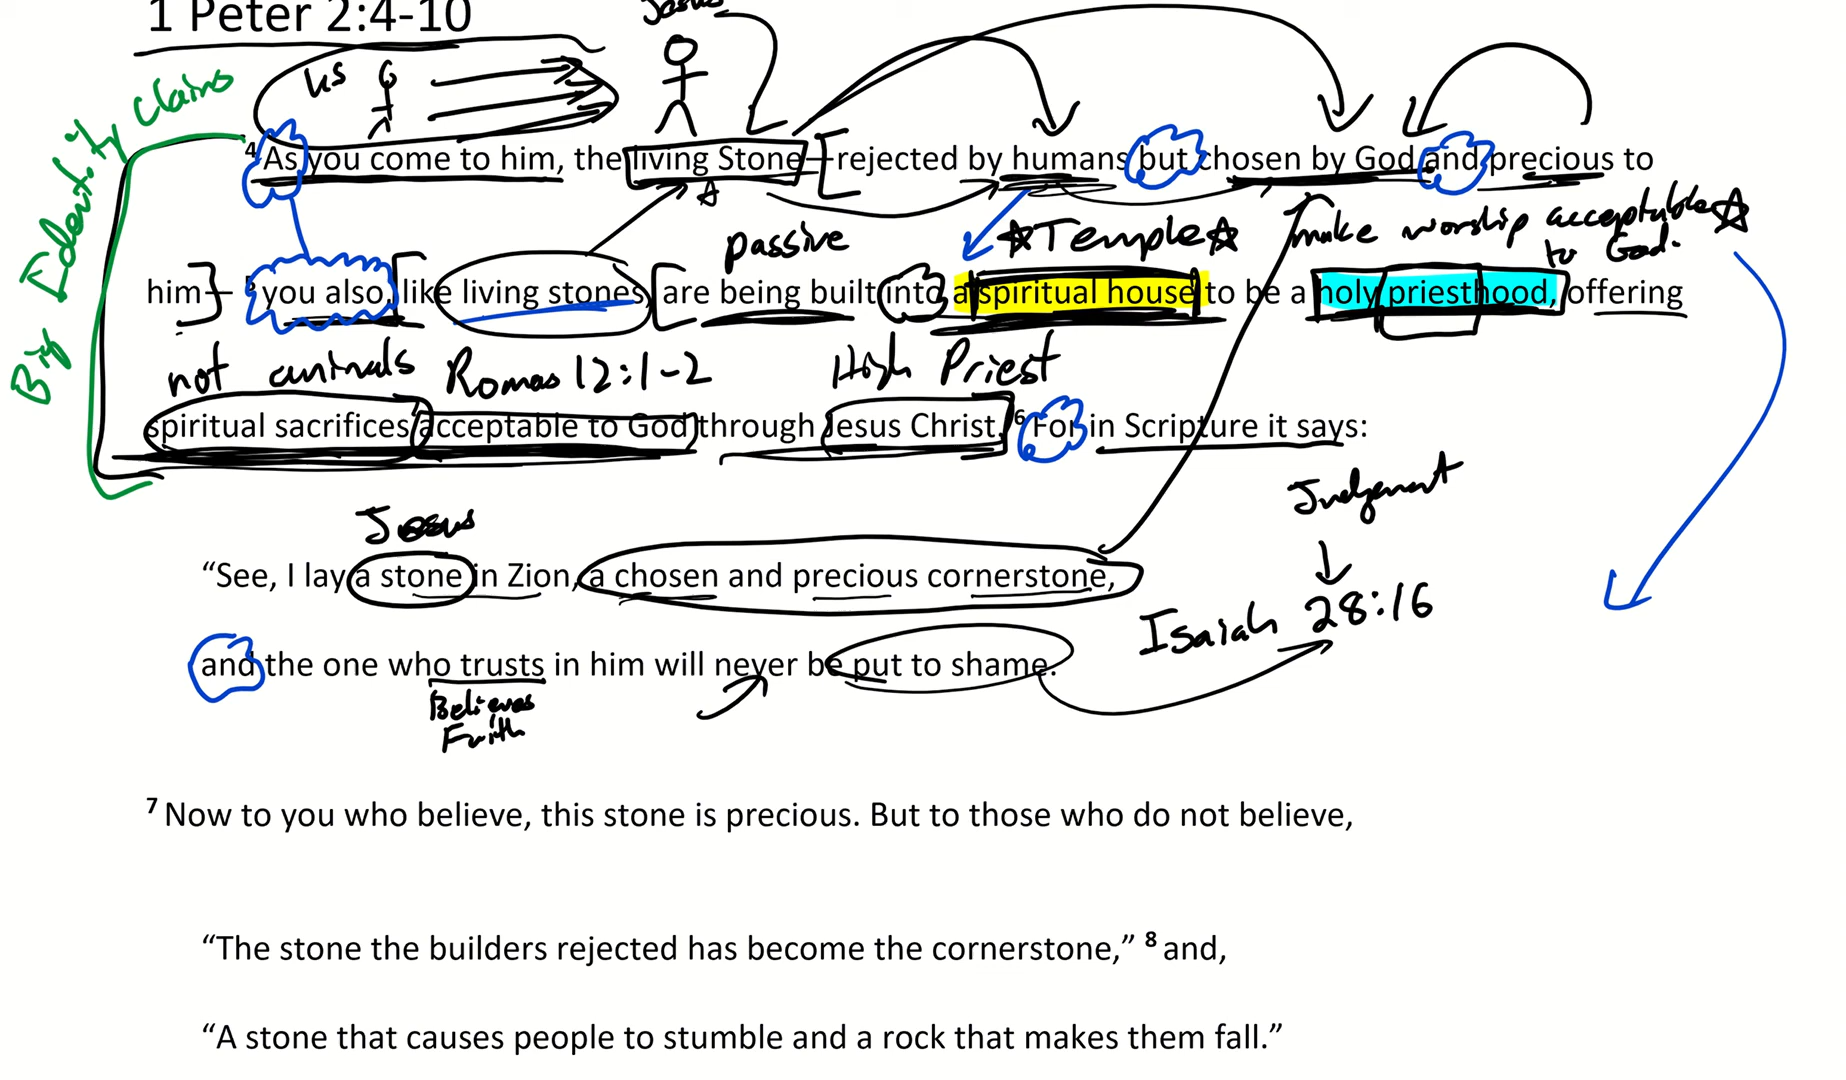 1 Peter 2:4-10
Jesus
us
Big Identity Claims
⁴ As you come to him, the living Stone—rejected by humans but chosen by God and precious to
passive ☆Temple☆ make worship acceptable☆
to God.
him— ⁵ you also, like living stones, are being built into a spiritual house to be a holy priesthood, offering
not animals Romas 12:1-2 High Priest
spiritual sacrifices acceptable to God through Jesus Christ. ⁶ For in Scripture it says:
Judgement
Jesus
“See, I lay a stone in Zion, a chosen and precious cornerstone,
Isaiah 28:16
and the one who trusts in him will never be put to shame.”
Believes
Faith
⁷ Now to you who believe, this stone is precious. But to those who do not believe,
“The stone the builders rejected has become the cornerstone,” ⁸ and,
“A stone that causes people to stumble and a rock that makes them fall.”